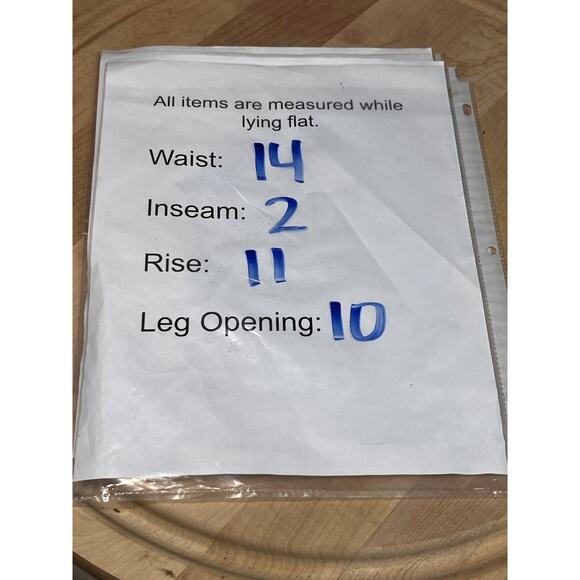 All items are measured while
lying flat.
Waist: 14
Inseam: 2
Rise: 11
Leg Opening: 10